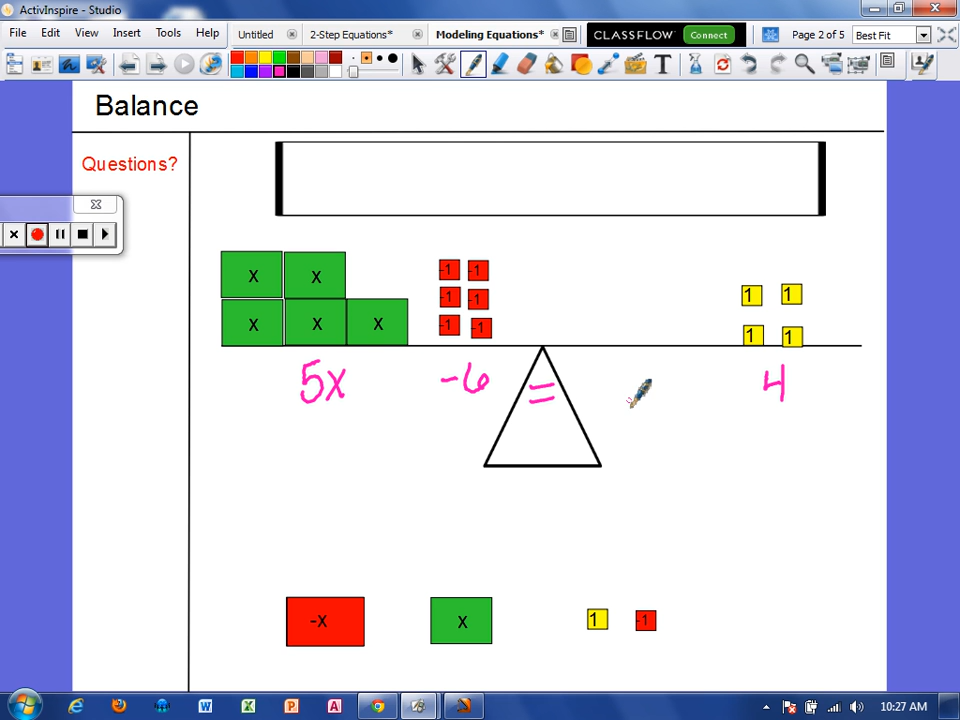 ActivInspire - Studio
File Edit View Insert Tools Help Untitled 2-Step Equations* Modeling Equations* CLASSFLOW Connect Page 2 of 5 Best Fit
Balance
Questions?
x x
x x x
-1 -1
-1 -1
-1 -1
1 1
1 1
5x -6 = 4
-x x 1 -1
10:27 AM